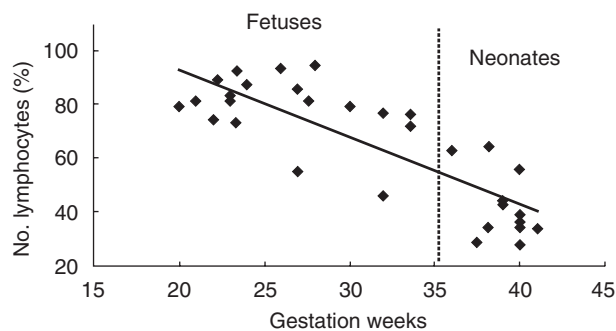 Fetuses
Neonates
No. lymphocytes (%)
100
80
60
40
20
15 20 25 30 35 40 45
Gestation weeks